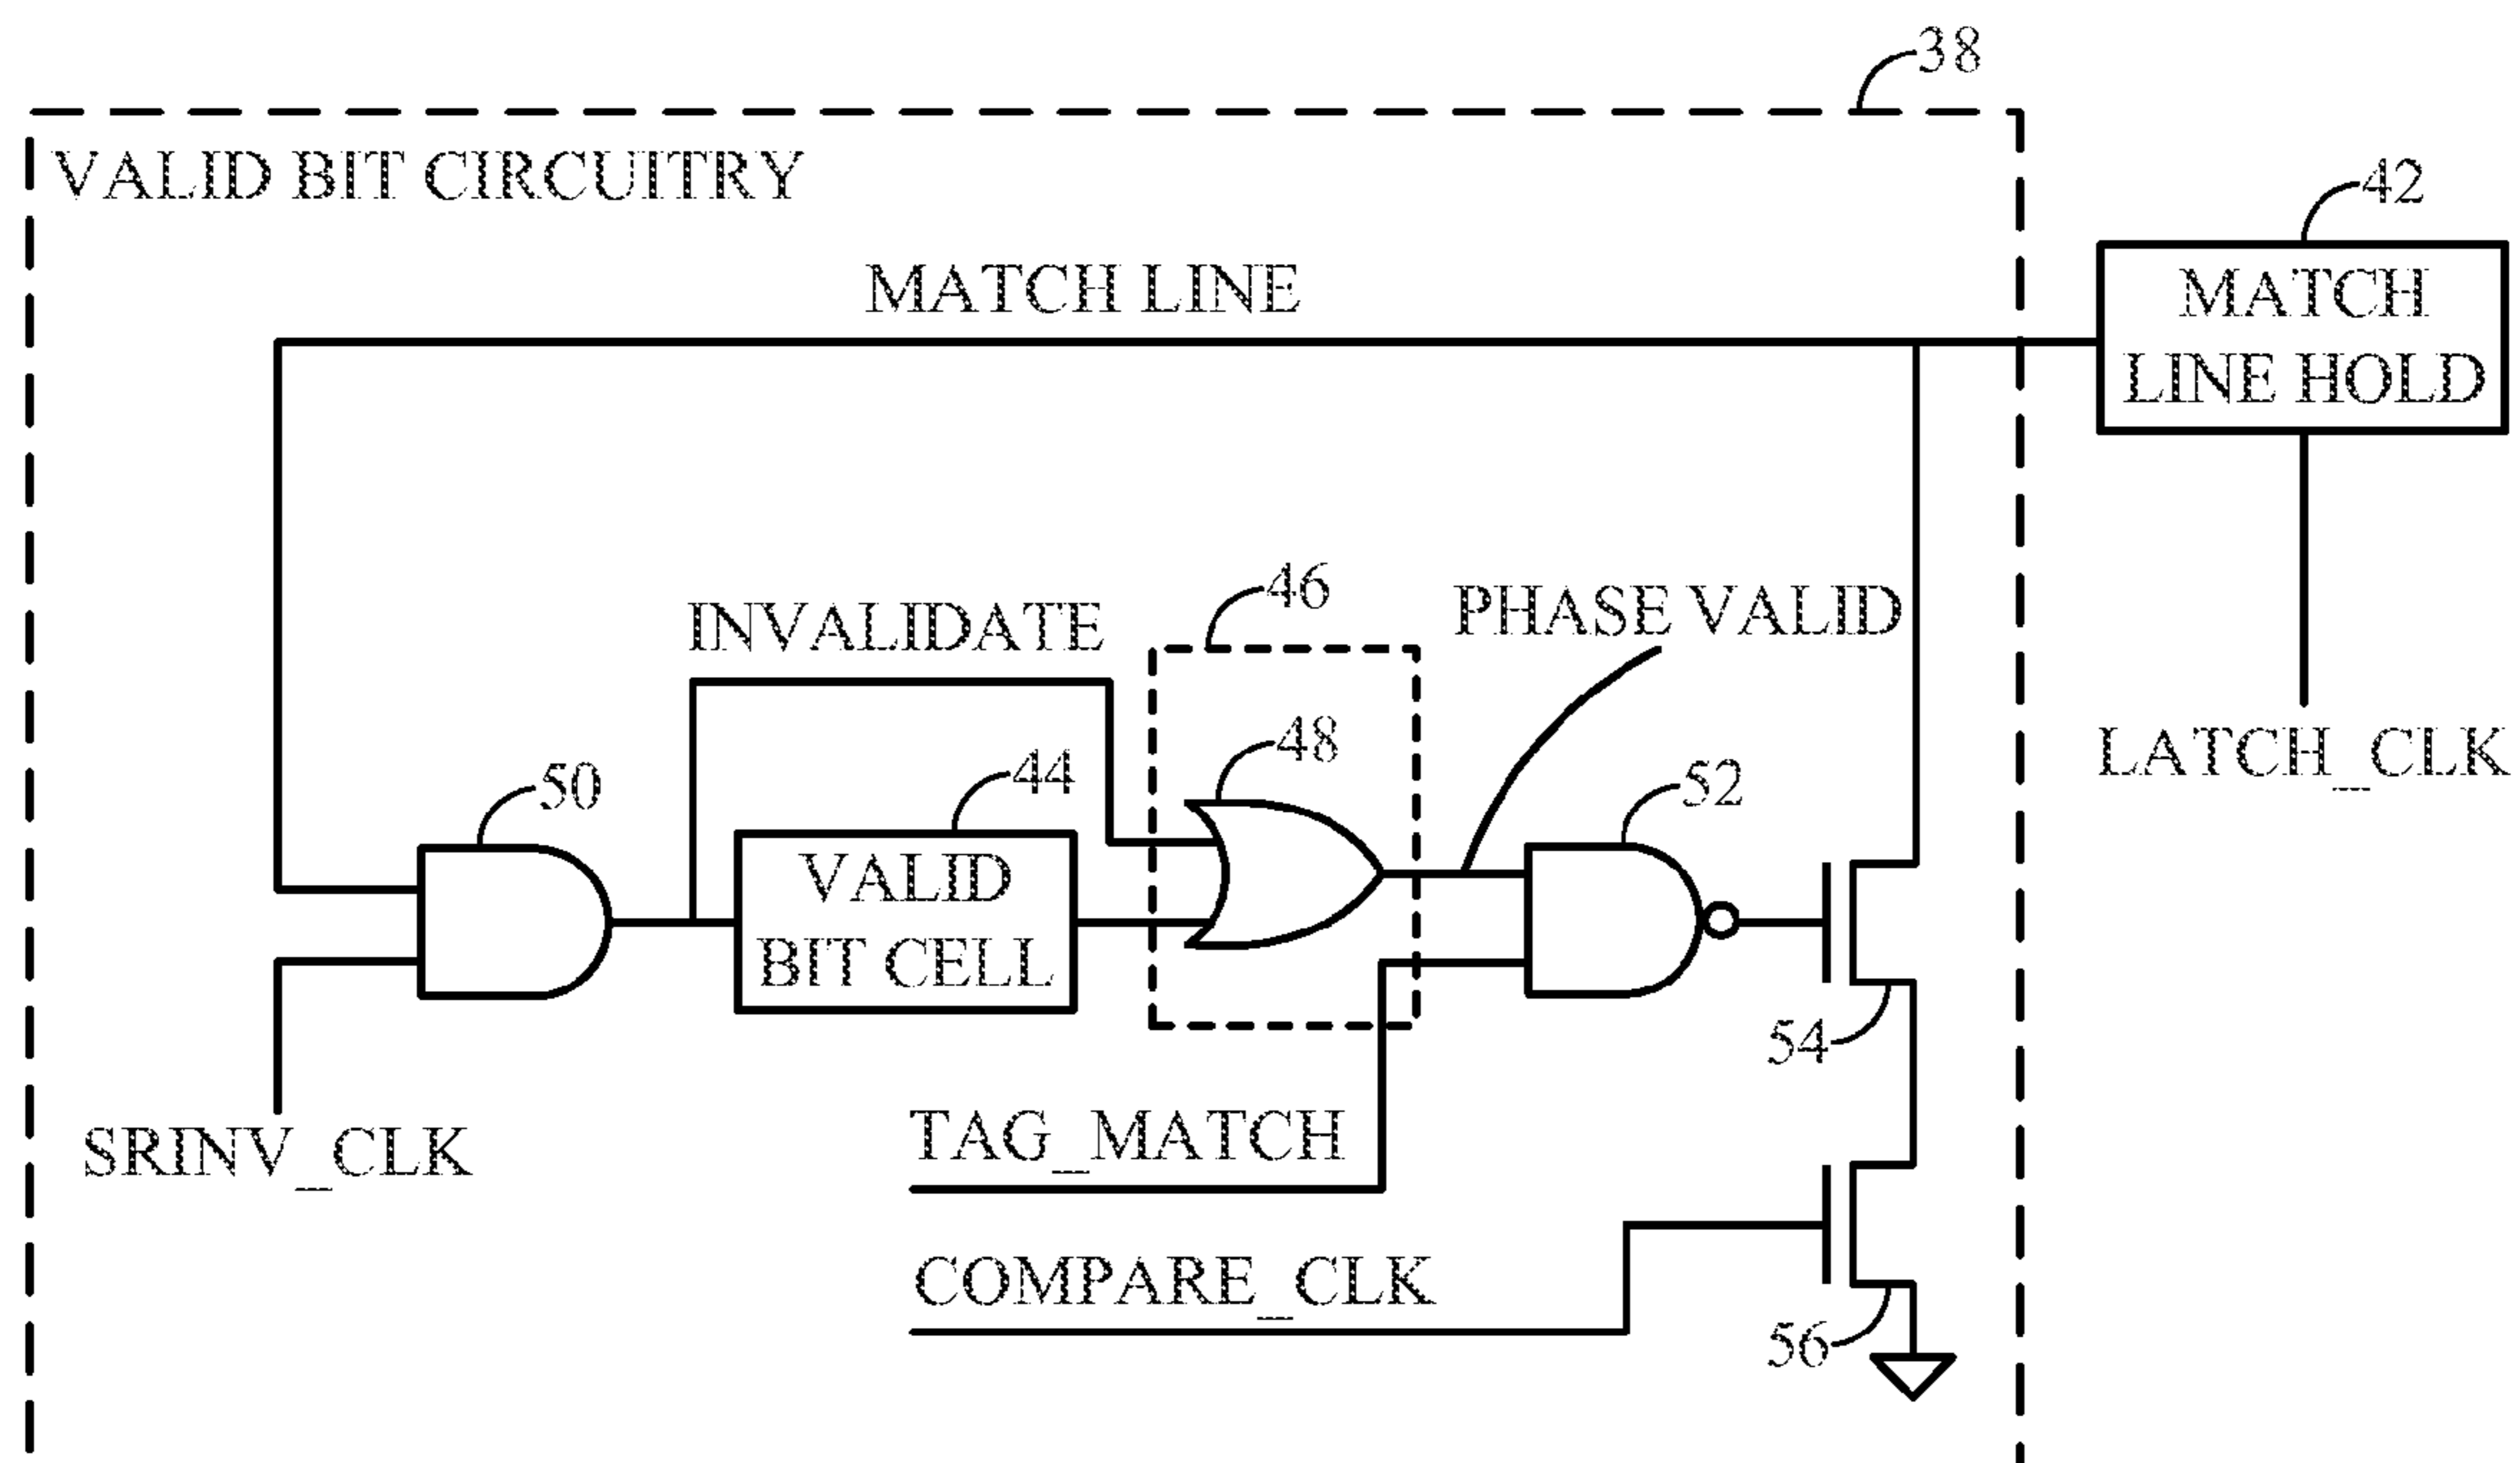 38
VALID BIT CIRCUITRY
42
MATCH LINE
MATCH
LINE HOLD
46
INVALIDATE
PHASE VALID
48
LATCH_CLK
50
44
52
VALID
BIT CELL
54
TAG_MATCH
SRINV_CLK
COMPARE_CLK
56